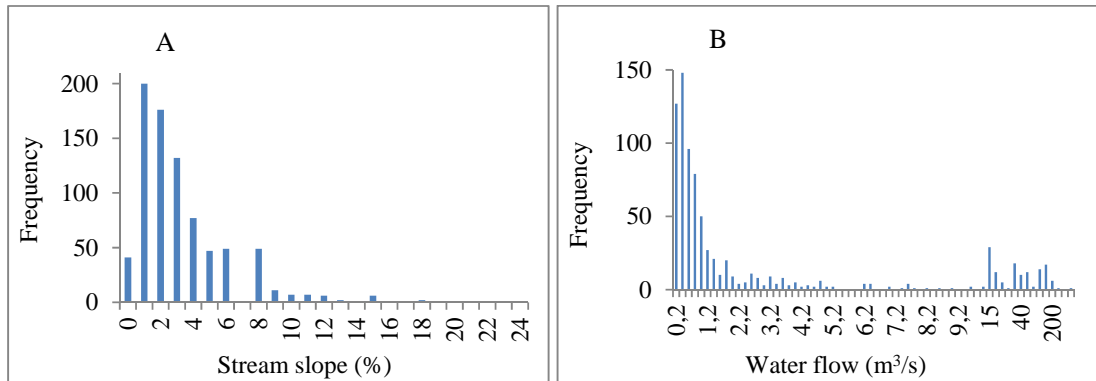 A
Frequency
200
150
100
50
0
0 2 4 6 8 10 12 14 16 18 20 22 24
Stream slope (%)
B
Frequency
150
100
50
0
0,2 1,2 2,2 3,2 4,2 5,2 6,2 7,2 8,2 9,2 15 40 200
Water flow (m³/s)